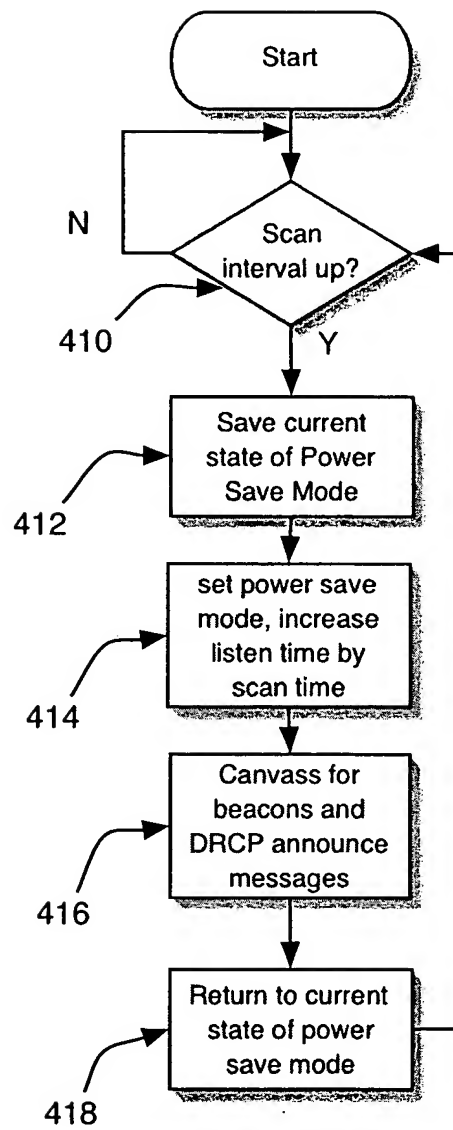 Start
N
Scan
interval up?
410
Y
Save current
state of Power
Save Mode
412
set power save
mode, increase
listen time by
scan time
414
Canvass for
beacons and
DRCP announce
messages
416
Return to current
state of power
save mode
418